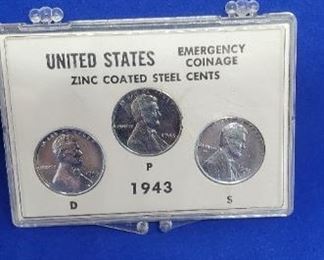 UNITED STATES
EMERGENCY
COINAGE
ZINC COATED STEEL CENTS
P
D
1943
S